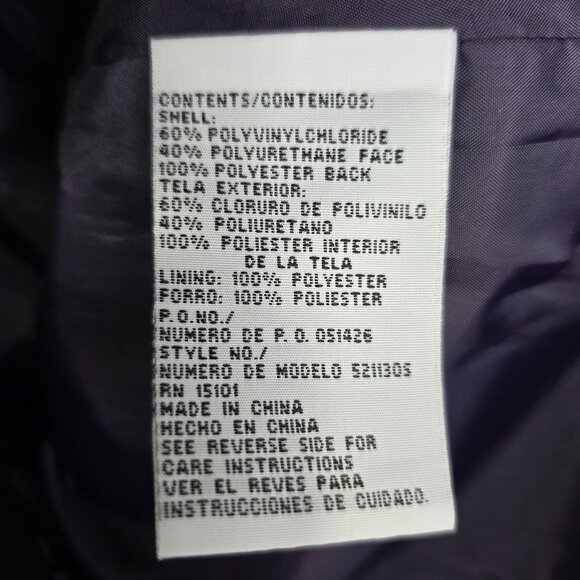 CONTENTS/CONTENIDOS:
SHELL:
60% POLYVINYLCHLORIDE
40% POLYURETHANE FACE
100% POLYESTER BACK
TELA EXTERIOR:
60% CLORURO DE POLIVINILO
40% POLIURETANO
100% POLIESTER INTERIOR
DE LA TELA
LINING: 100% POLYESTER
FORRO: 100% POLIESTER
P.O.NO./
NUMERO DE P.O. 051426
STYLE NO./
NUMERO DE MODELO 521130S
RN 15101
MADE IN CHINA
HECHO EN CHINA
SEE REVERSE SIDE FOR
CARE INSTRUCTIONS
VER EL REVES PARA
INSTRUCCIONES DE CUIDADO.